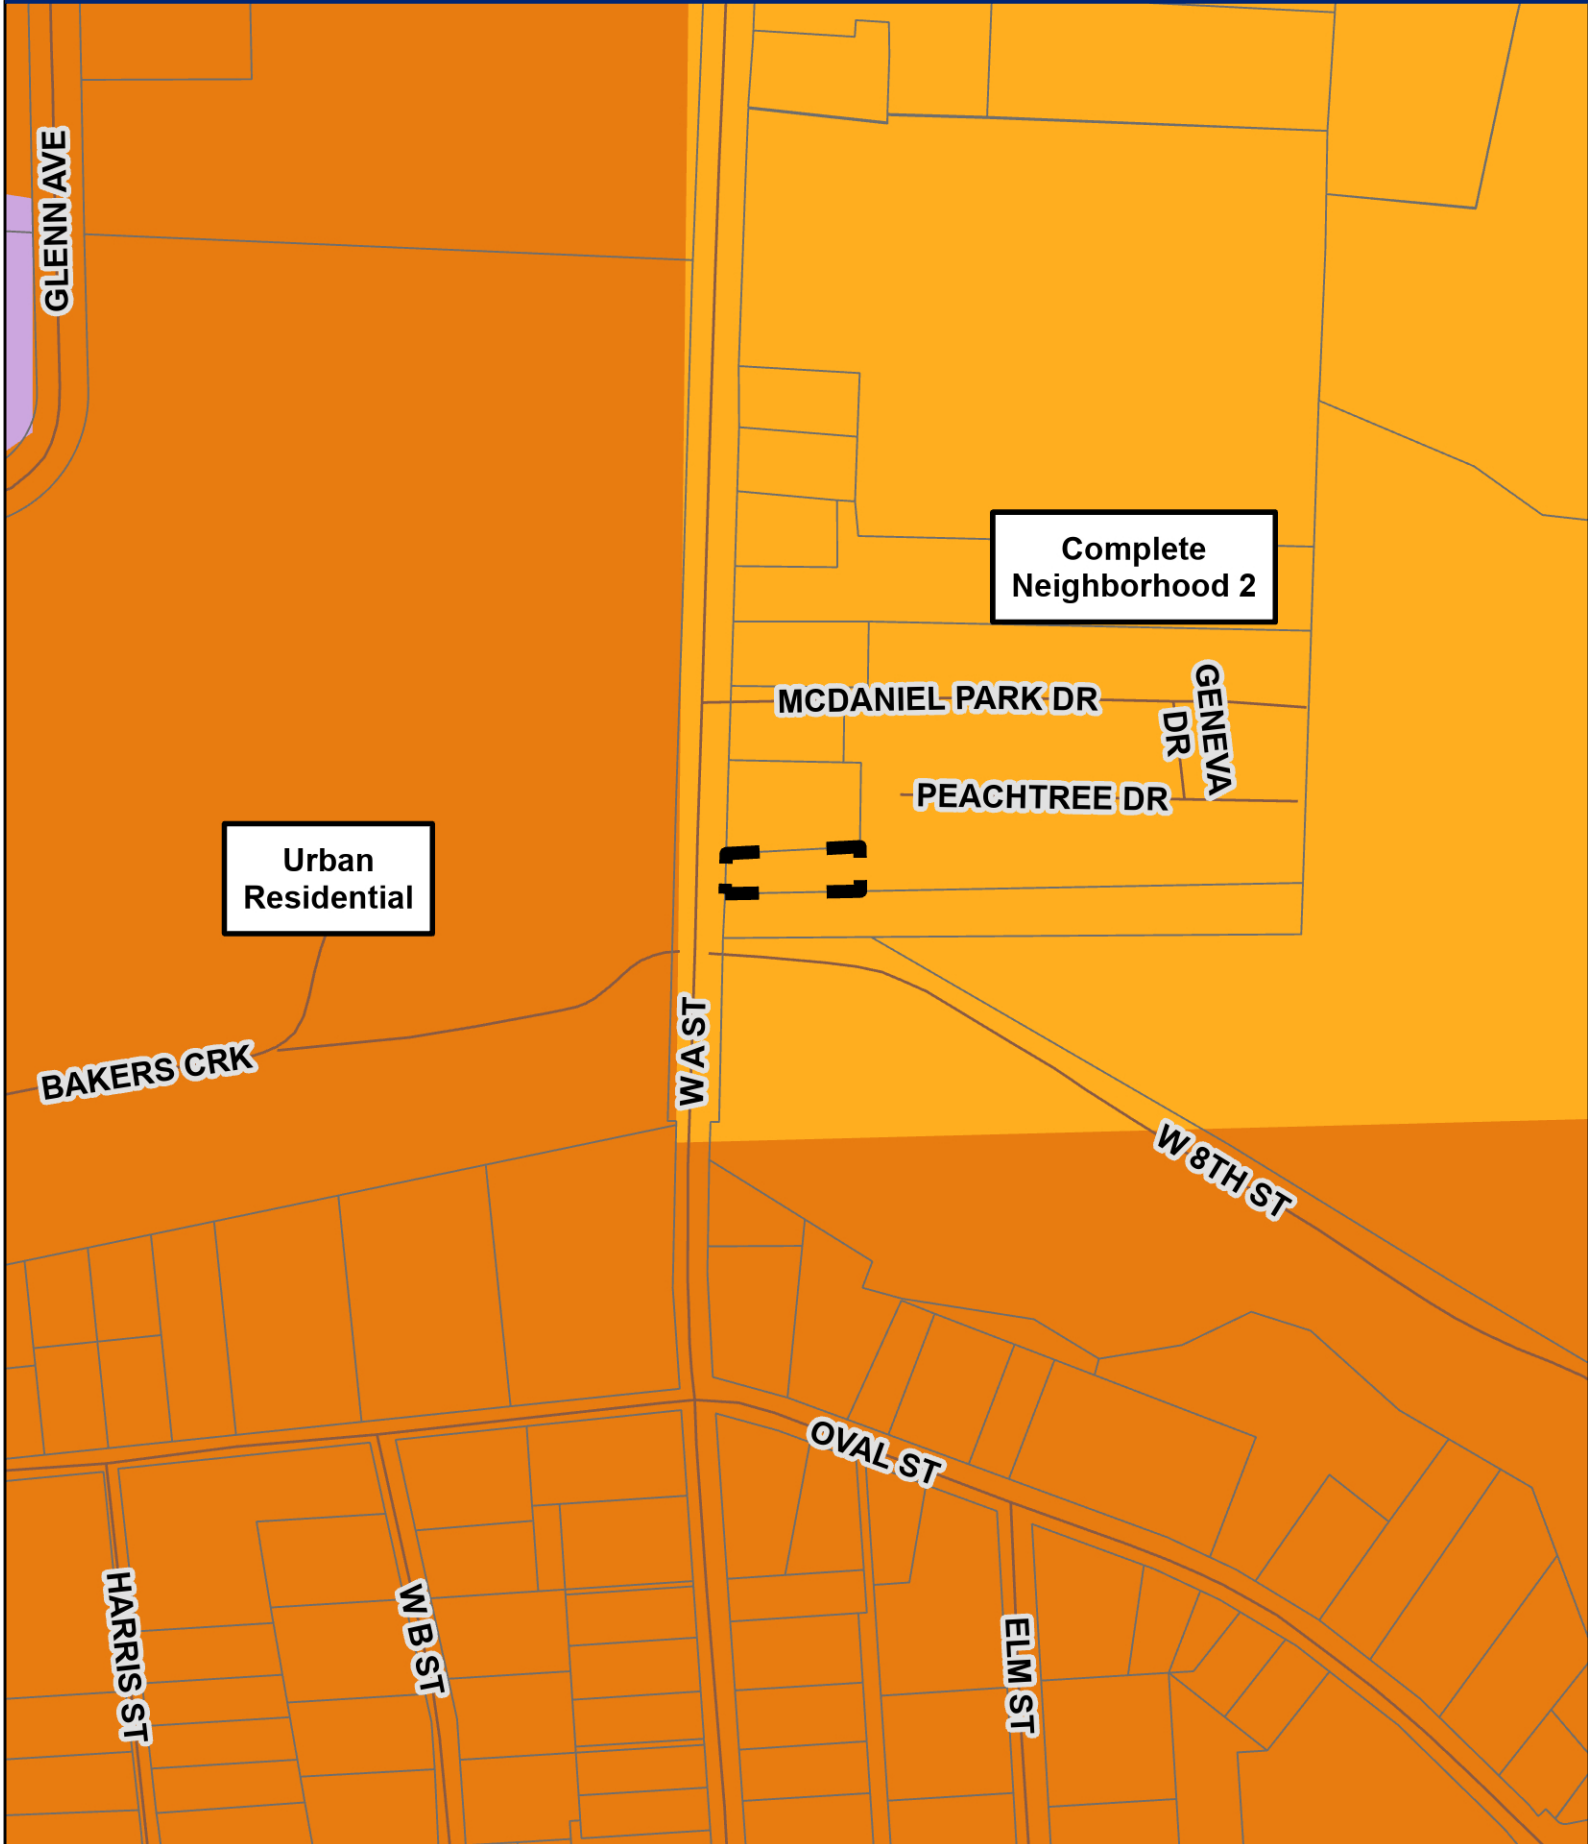 GLENN AVE
Complete
Neighborhood 2
MCDANIEL PARK DR
GENEVA
DR
PEACHTREE DR
Urban
Residential
W A ST
BAKERS CRK
W 8TH ST
OVAL ST
HARRIS ST
W B ST
ELM ST